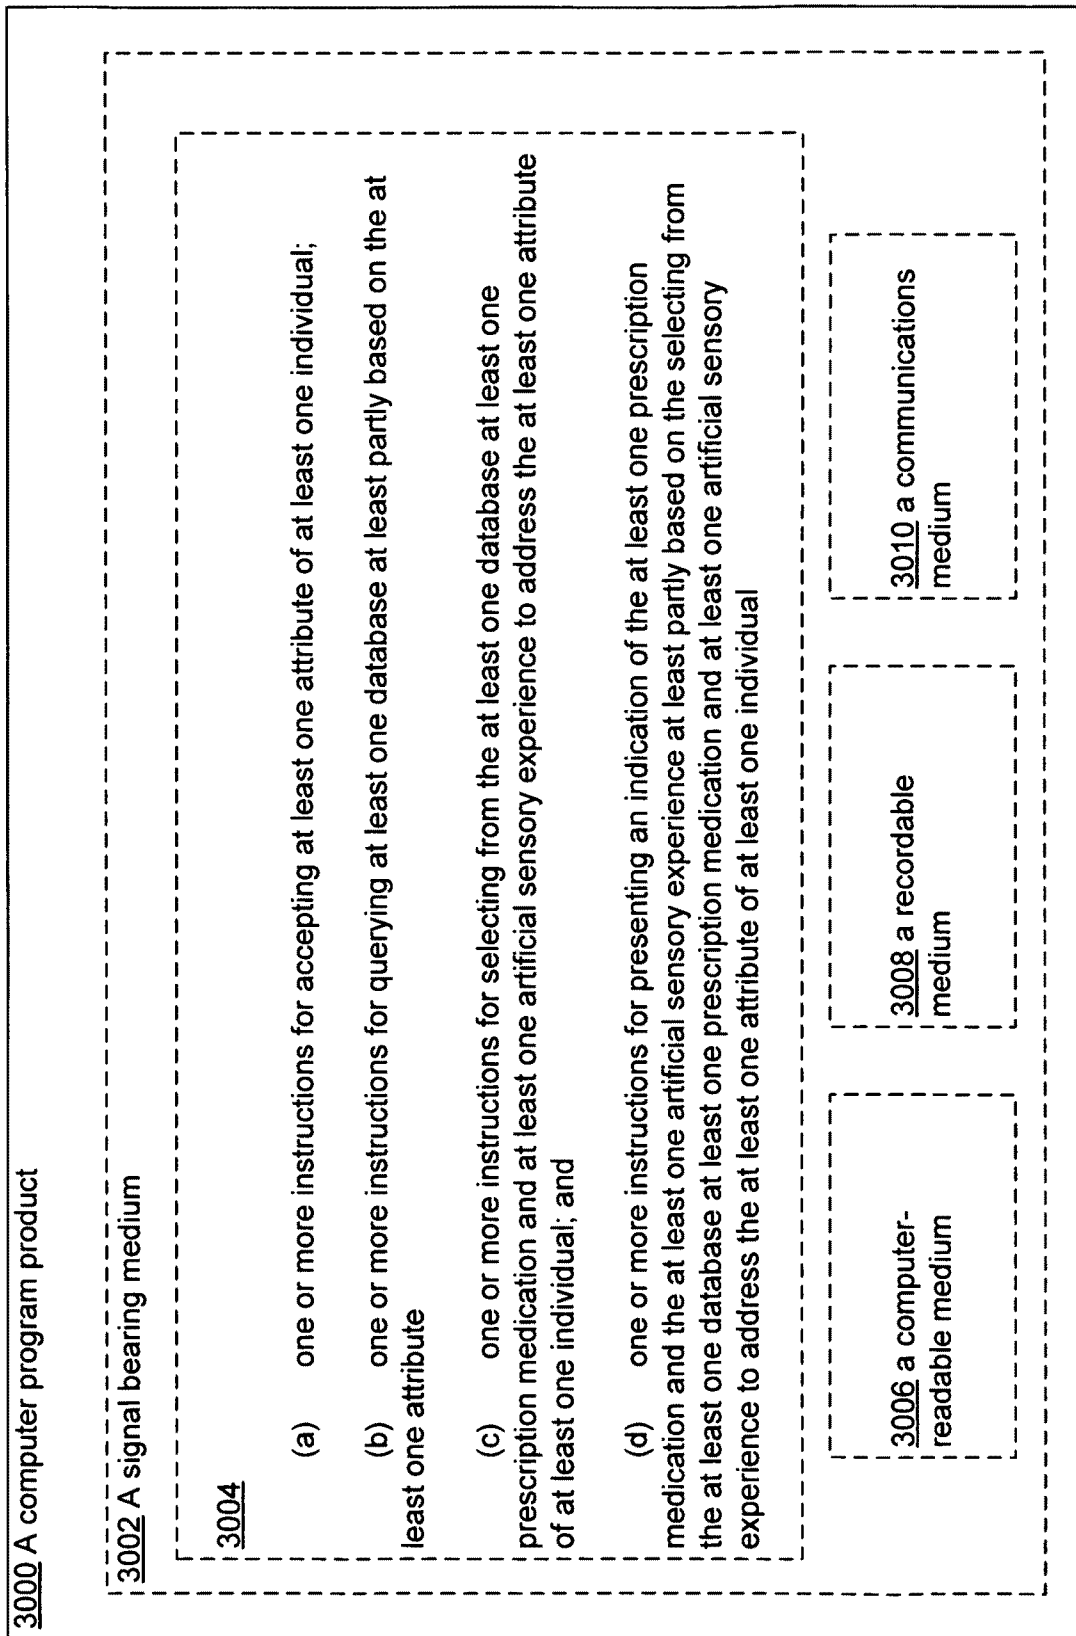 3000 A computer program product
3002 A signal bearing medium
3004
(a) one or more instructions for accepting at least one attribute of at least one individual;
(b) one or more instructions for querying at least one database at least partly based on the at
least one attribute
(c) one or more instructions for selecting from the at least one database at least one
prescription medication and at least one artificial sensory experience to address the at least one attribute
of at least one individual; and
(d) one or more instructions for presenting an indication of the at least one prescription
medication and the at least one artificial sensory experience at least partly based on the selecting from
the at least one database at least one prescription medication and at least one artificial sensory
experience to address the at least one attribute of at least one individual
3006 a computer-
readable medium
3008 a recordable
medium
3010 a communications
medium